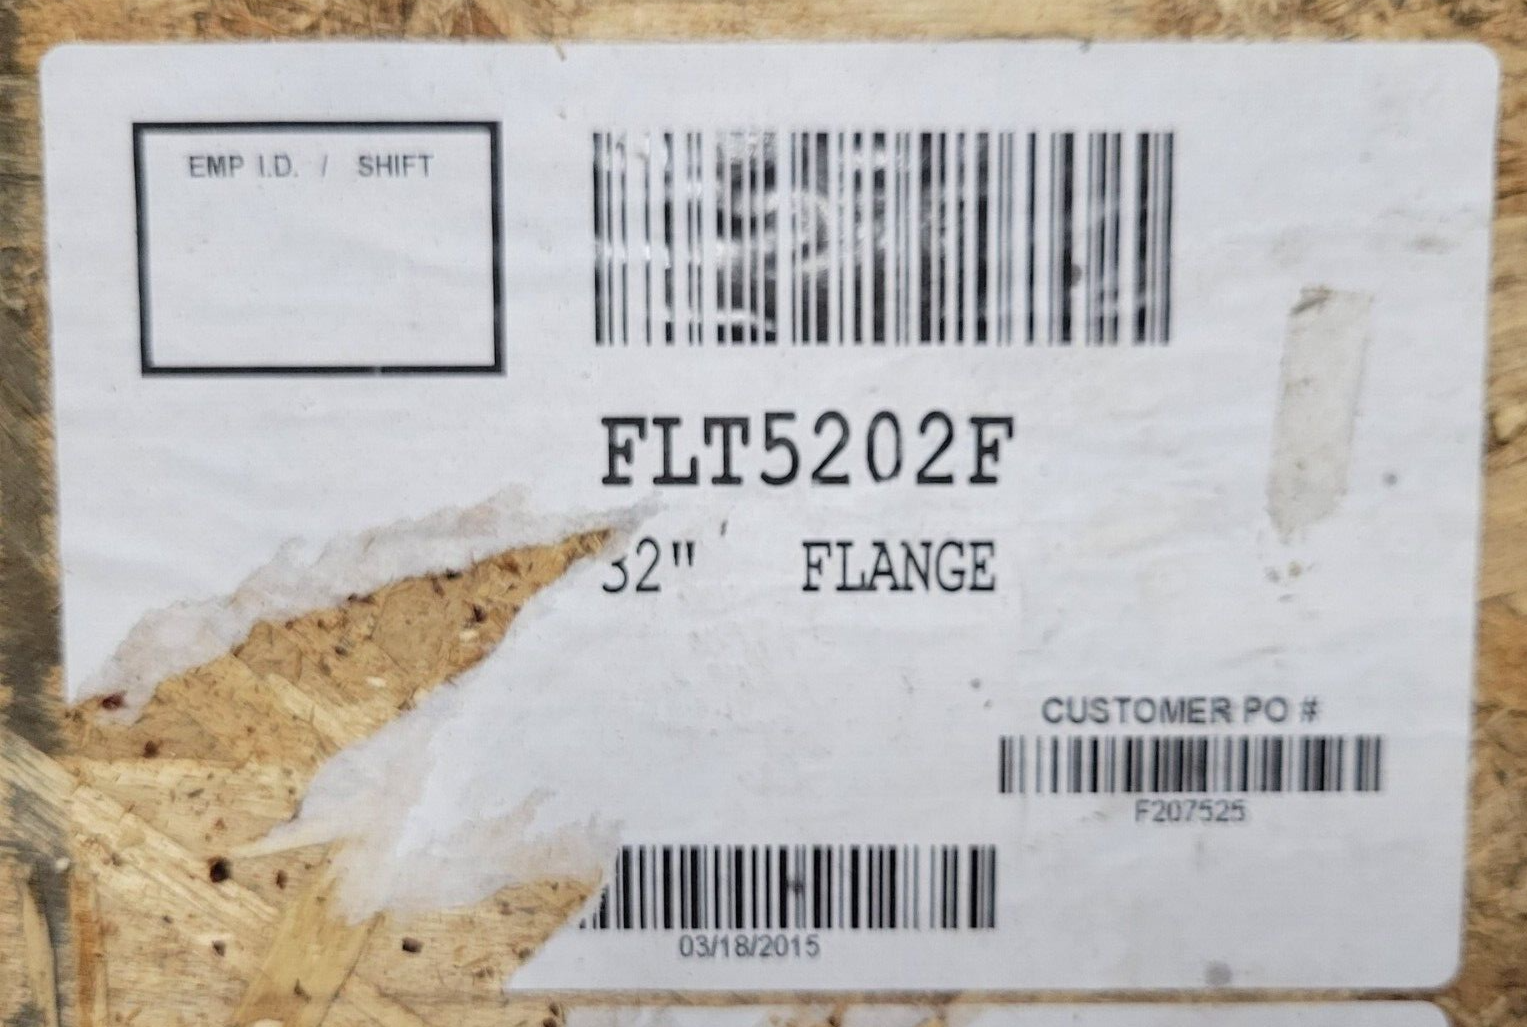 EMP I.D. / SHIFT
FLT5202F
32" FLANGE
CUSTOMER PO #
F207525
03/18/2015